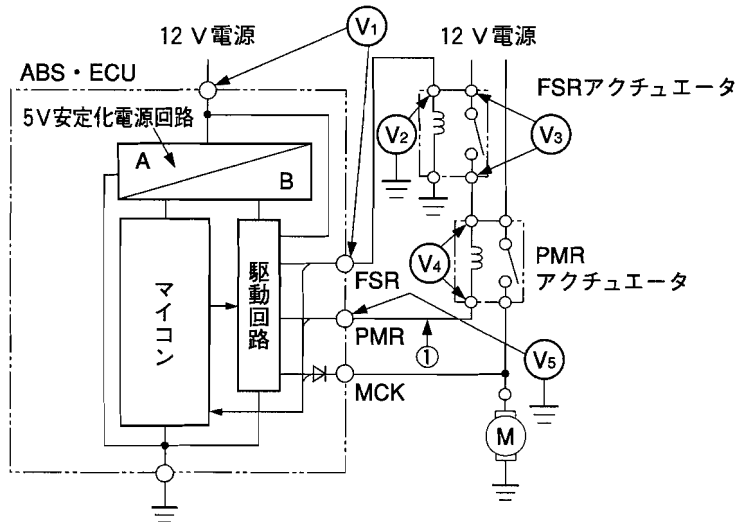 12 V電源
V1
12 V電源
ABS・ECU
FSRアクチュエータ
5V安定化電源回路
V2
V3
A
B
マイコン
駆動回路
FSR
V4
PMR
アクチュエータ
PMR
①
V5
MCK
M